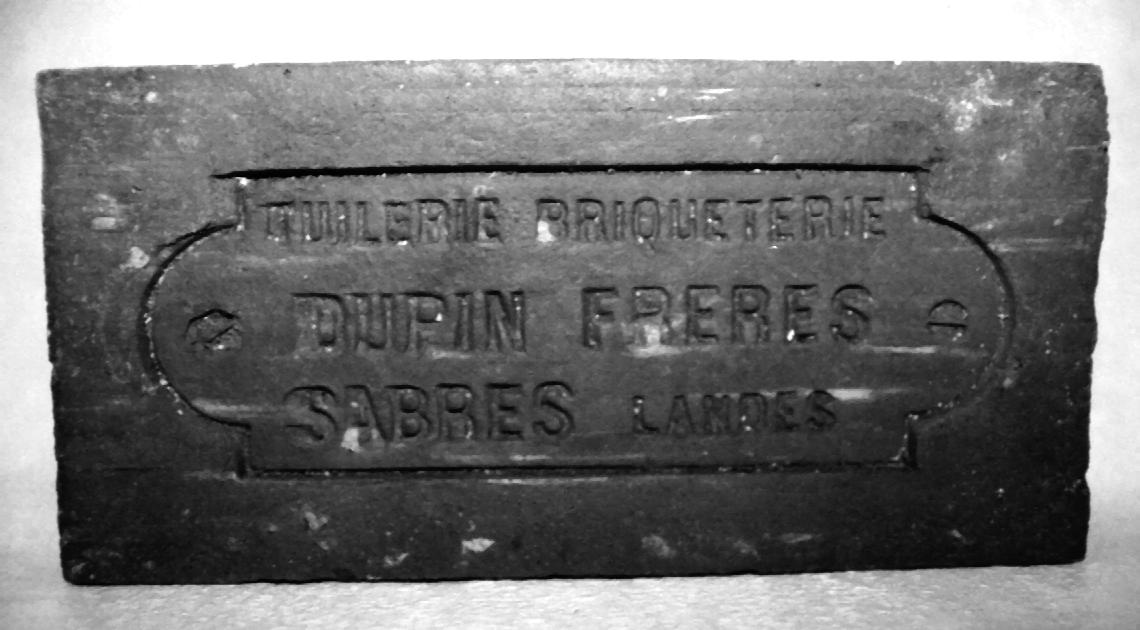 TUILERIE BRIQUETERIE
DUPIN FRERES
SABRES LANDES